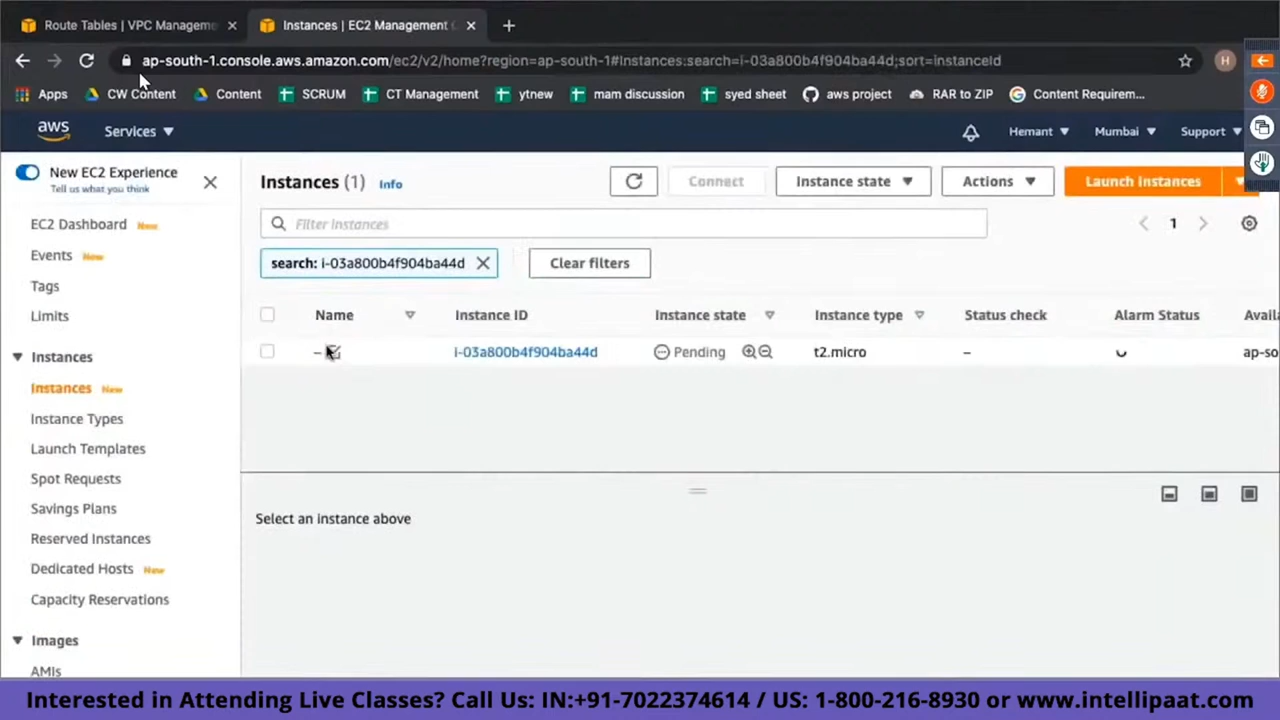 Route Tables | VPC Manageme
Instances | EC2 Management
ap-south-1.console.aws.amazon.com/ec2/v2/home?region=ap-south-1#Instances:search=i-03a800b4f904ba44d;sort=instanceId
H
Apps CW Content Content SCRUM CT Management ytnew mam discussion syed sheet aws project RAR to ZIP Content Requirem...
aws Services Hemant Mumbai Support
New EC2 Experience
Tell us what you think
EC2 Dashboard New
Events New
Tags
Limits
Instances
Instances New
Instance Types
Launch Templates
Spot Requests
Savings Plans
Reserved Instances
Dedicated Hosts New
Capacity Reservations
Images
AMIs
Instances (1) Info Connect Instance state Actions Launch instances
Filter instances 1
search: i-03a800b4f904ba44d Clear filters
Name Instance ID Instance state Instance type Status check Alarm Status Availa
– i-03a800b4f904ba44d Pending t2.micro – ap-so
Select an instance above
Interested in Attending Live Classes? Call Us: IN:+91-7022374614 / US: 1-800-216-8930 or www.intellipaat.com